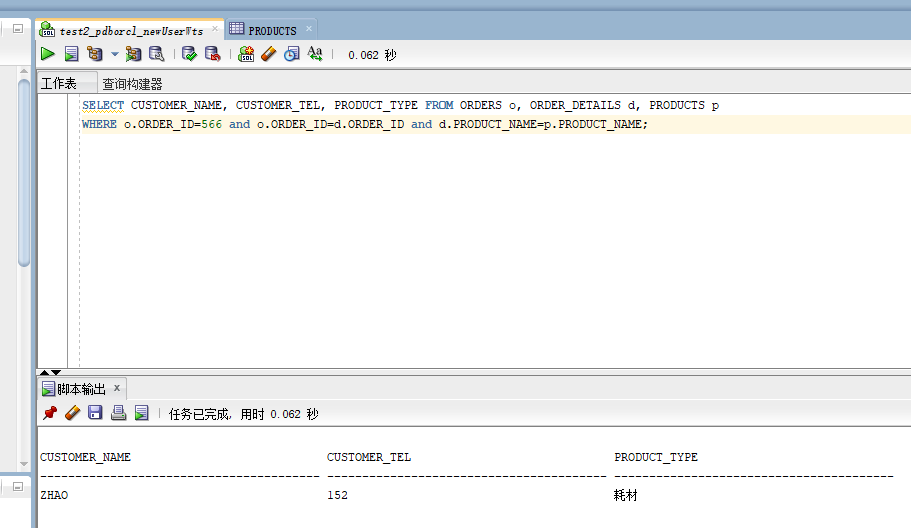 test2_pdborcl_newUserWts PRODUCTS
0.062 秒
工作表 查询构建器
SELECT CUSTOMER_NAME, CUSTOMER_TEL, PRODUCT_TYPE FROM ORDERS o, ORDER_DETAILS d, PRODUCTS p
WHERE o.ORDER_ID=566 and o.ORDER_ID=d.ORDER_ID and d.PRODUCT_NAME=p.PRODUCT_NAME;
脚本输出 x
任务已完成, 用时 0.062 秒
CUSTOMER_NAME CUSTOMER_TEL PRODUCT_TYPE
---------------------------------------- ---------------------------------------- ----------------------------------------
ZHAO 152 耗材